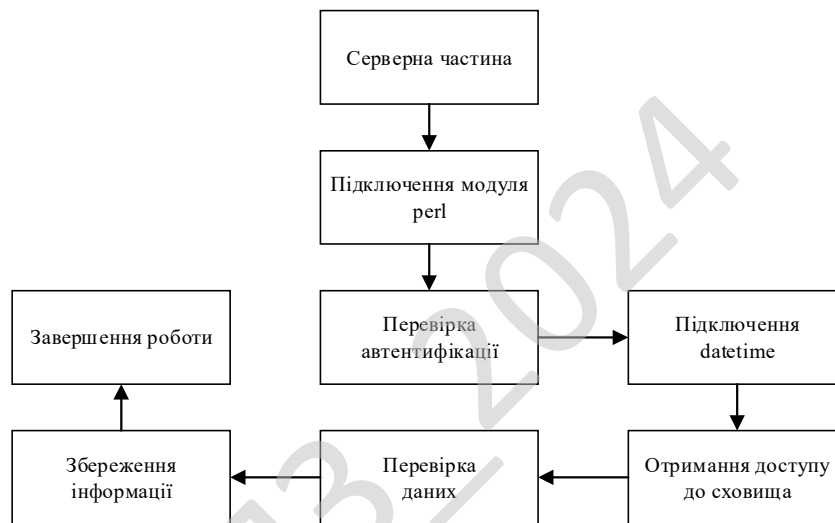 Серверна частина
Підключення модуля
perl
Перевірка
автентифікації
Підключення
datetime
Отримання доступу
до сховища
Перевірка
даних
Збереження
інформації
Завершення роботи
3_2024